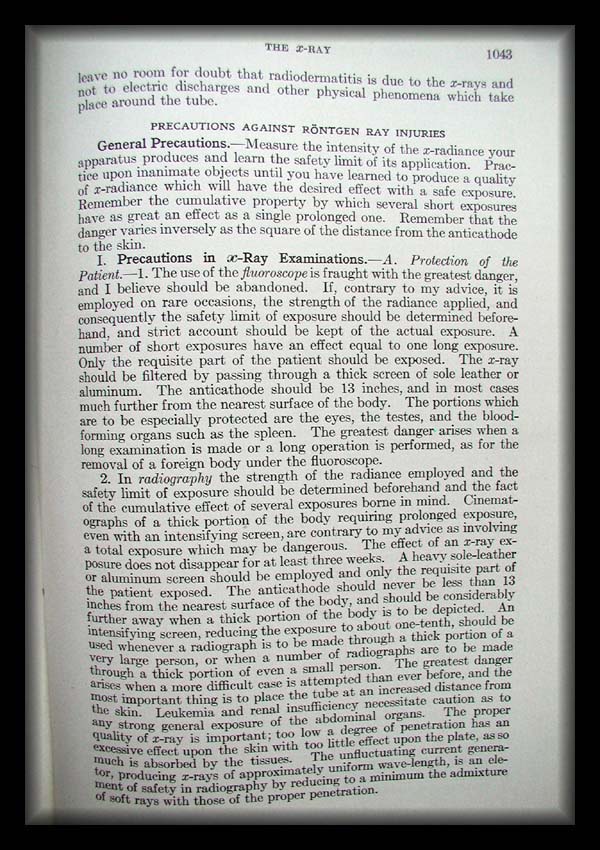 THE x-RAY
1043
leave no room for doubt that radiodermatitis is due to the x-rays and
not to electric discharges and other physical phenomena which take
place around the tube.
PRECAUTIONS AGAINST RÖNTGEN RAY INJURIES
General Precautions.—Measure the intensity of the x-radiance your
apparatus produces and learn the safety limit of its application. Prac-
tice upon inanimate objects until you have learned to produce a quality
of x-radiance which will have the desired effect with a safe exposure.
Remember the cumulative property by which several short exposures
have as great an effect as a single prolonged one. Remember that the
danger varies inversely as the square of the distance from the anticathode
to the skin.
I. Precautions in x-Ray Examinations.—A. Protection of the
Patient.—1. The use of the fluoroscope is fraught with the greatest danger,
and I believe should be abandoned. If, contrary to my advice, it is
employed on rare occasions, the strength of the radiance applied, and
consequently the safety limit of exposure should be determined before-
hand, and strict account should be kept of the actual exposure. A
number of short exposures have an effect equal to one long exposure.
Only the requisite part of the patient should be exposed. The x-ray
should be filtered by passing through a thick screen of sole leather or
aluminum. The anticathode should be 13 inches, and in most cases
much further from the nearest surface of the body. The portions which
are to be especially protected are the eyes, the testes, and the blood-
forming organs such as the spleen. The greatest danger arises when a
long examination is made or a long operation is performed, as for the
removal of a foreign body under the fluoroscope.
2. In radiography the strength of the radiance employed and the
safety limit of exposure should be determined beforehand and the fact
of the cumulative effect of several exposures borne in mind. Cinemat-
ographs of a thick portion of the body requiring prolonged exposure,
even with an intensifying screen, are contrary to my advice as involving
a total exposure which may be dangerous. The effect of an x-ray ex-
posure does not disappear for at least three weeks. A heavy sole-leather
or aluminum screen should be employed and only the requisite part of
the patient exposed. The anticathode should never be less than 13
inches from the nearest surface of the body, and should be considerably
further away when a thick portion of the body is to be depicted. An
intensifying screen, reducing the exposure to about one-tenth, should be
used whenever a radiograph is to be made through a thick portion of a
very large person, or when a number of radiographs are to be made
through a thick portion of even a small person. The greatest danger
arises when a more difficult case is attempted than ever before, and the
most important thing is to place the tube at an increased distance from
the skin. Leukemia and renal insufficiency necessitate caution as to
any strong general exposure of the abdominal organs. The proper
quality of x-ray is important; too low a degree of penetration has an
excessive effect upon the skin with too little effect upon the plate, as so
much is absorbed by the tissues. The unfluctuating current genera-
tor, producing x-rays of approximately uniform wave-length, is an ele-
ment of safety in radiography by reducing to a minimum the admixture
of soft rays with those of the proper penetration.